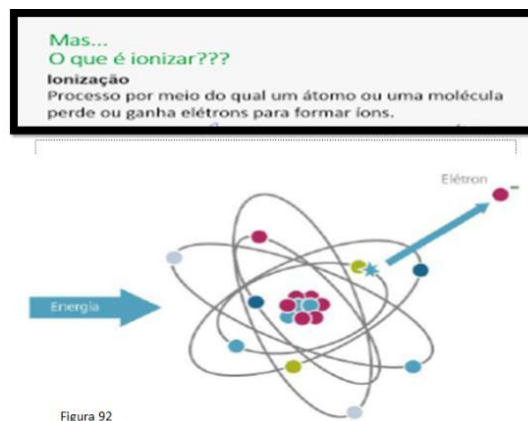 Mas...
O que é ionizar???
Ionização
Processo por meio do qual um átomo ou uma molécula
perde ou ganha elétrons para formar íons.
Elétron
-
Energia
Figura 92